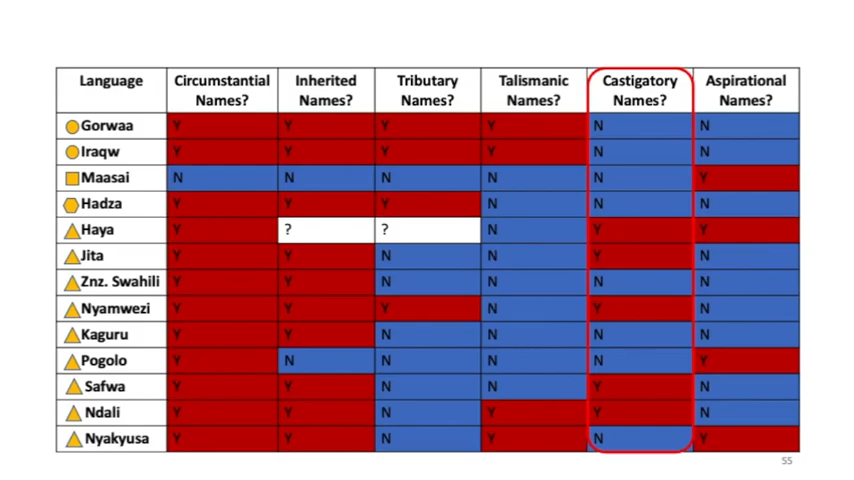 Language Circumstantial Names? Inherited Names? Tributary Names? Talismanic Names? Castigatory Names? Aspirational Names?
Gorwaa Y Y Y Y N N
Iraqw Y Y Y Y N N
Maasai N N N N N Y
Hadza Y Y Y N N N
Haya Y ? ? N Y Y
Jita Y Y N N Y N
Znz. Swahili Y Y N N N N
Nyamwezi Y Y Y N Y N
Kaguru Y Y N N N N
Pogolo Y N N N N Y
Safwa Y Y N N Y N
Ndali Y Y N Y Y N
Nyakyusa Y Y N Y N Y
55